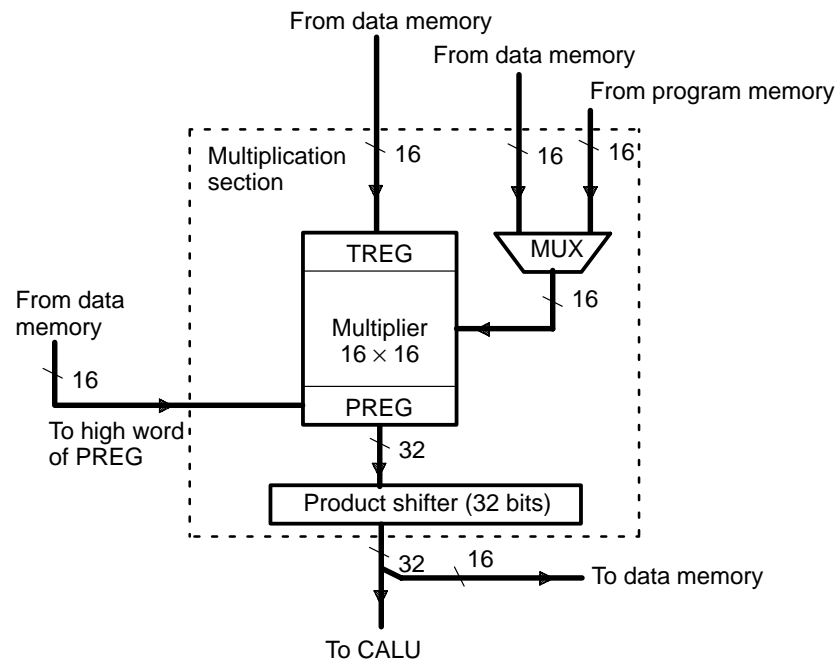 From data memory
From data memory
From program memory
16
16
16
Multiplication
section
TREG
MUX
16
From data
memory
Multiplier
16 × 16
16
PREG
To high word
of PREG
32
Product shifter (32 bits)
32
16
To data memory
To CALU